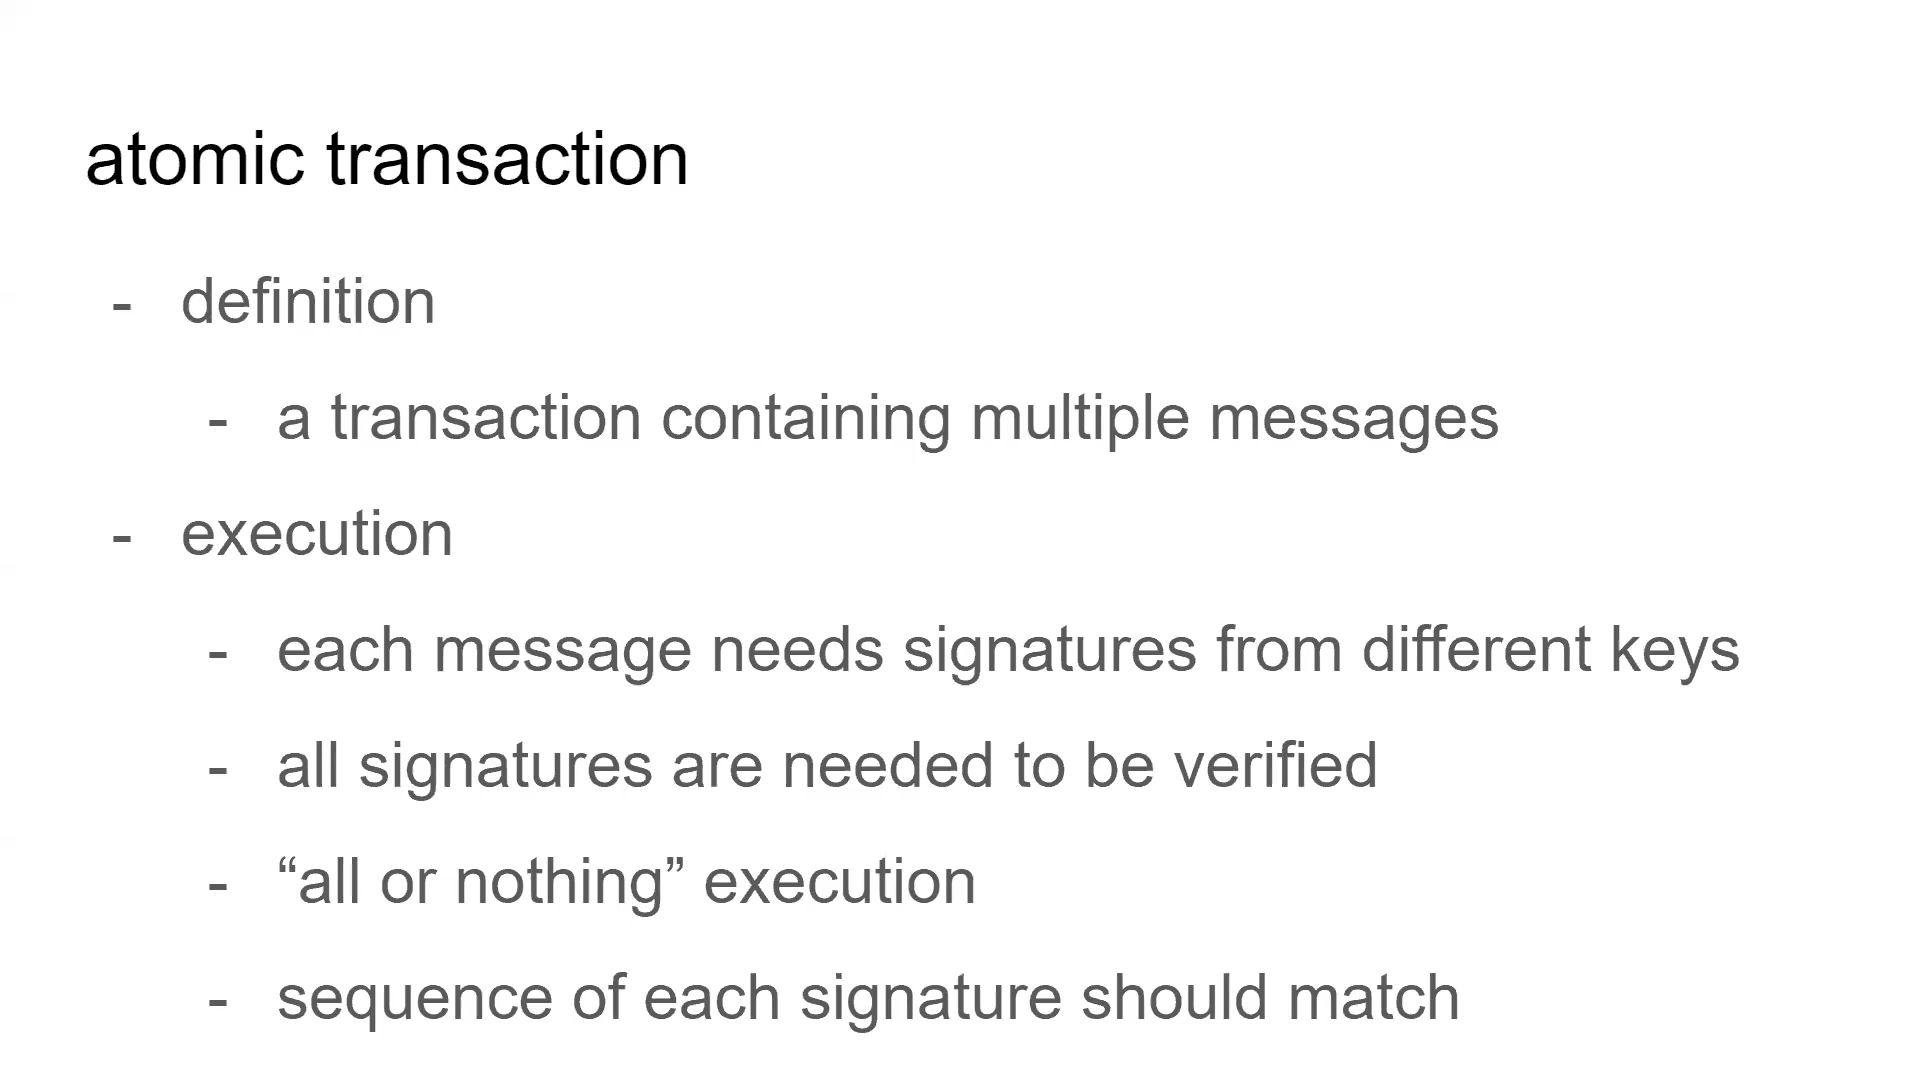 atomic transaction
- definition
- a transaction containing multiple messages
- execution
- each message needs signatures from different keys
- all signatures are needed to be verified
- “all or nothing” execution
- sequence of each signature should match